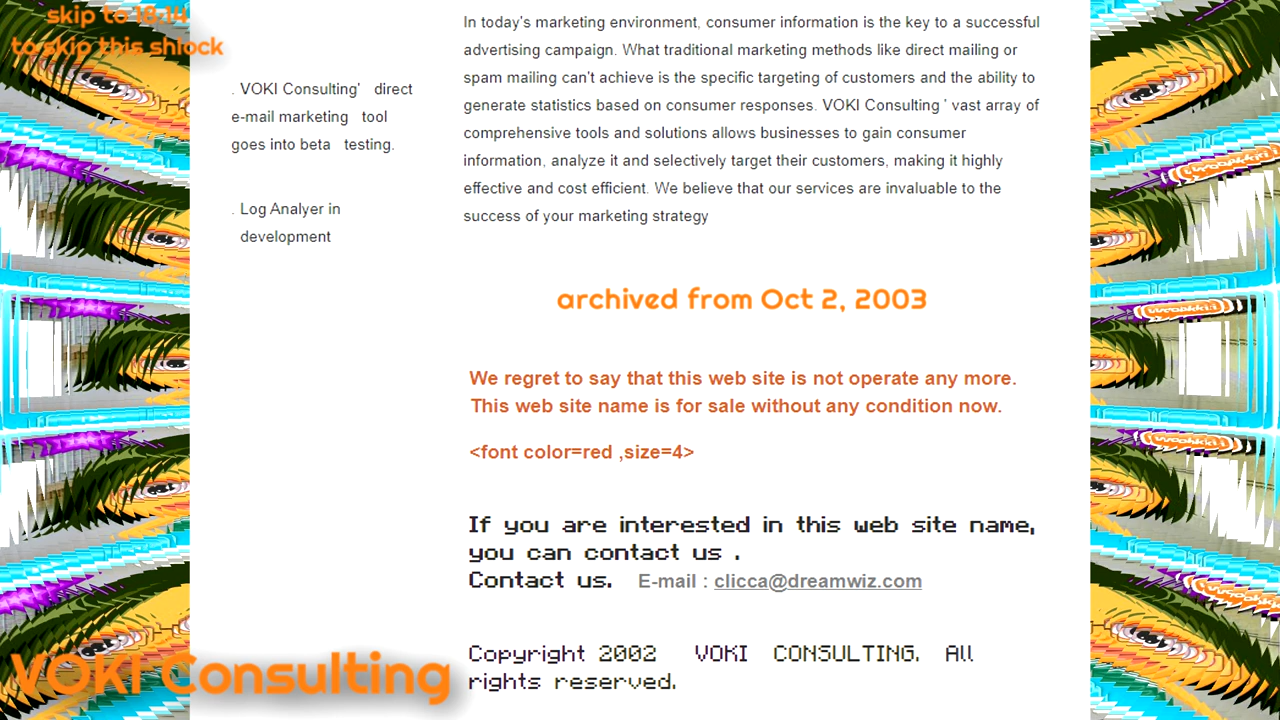 skip to 18:14
to skip this shlock
. VOKI Consulting' direct
e-mail marketing tool
goes into beta testing.
. Log Analyer in
development
In today's marketing environment, consumer information is the key to a successful
advertising campaign. What traditional marketing methods like direct mailing or
spam mailing can't achieve is the specific targeting of customers and the ability to
generate statistics based on consumer responses. VOKI Consulting ' vast array of
comprehensive tools and solutions allows businesses to gain consumer
information, analyze it and selectively target their customers, making it highly
effective and cost efficient. We believe that our services are invaluable to the
success of your marketing strategy
archived from Oct 2, 2003
We regret to say that this web site is not operate any more.
This web site name is for sale without any condition now.
<font color=red ,size=4>
If you are interested in this web site name,
you can contact us .
Contact us. E-mail : clicca@dreamwiz.com
Copyright 2002 VOKI CONSULTING. All
rights reserved.
VOKI Consulting